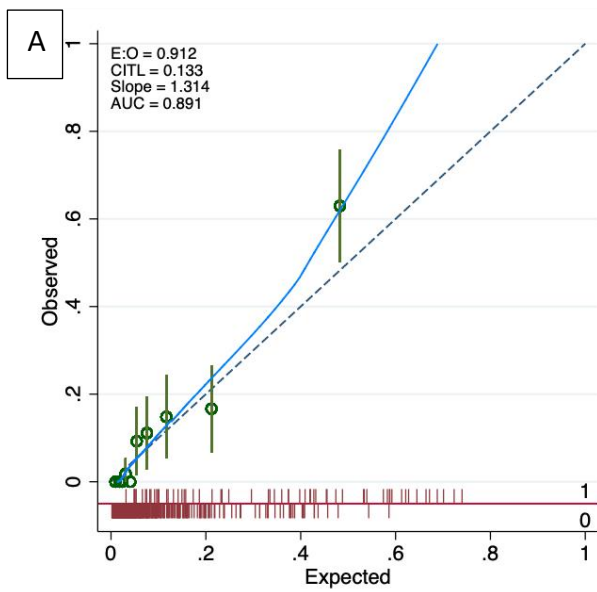 A
E:O = 0.912
CITL = 0.133
Slope = 1.314
AUC = 0.891
1
.8
.6
.4
.2
0
Observed
1
0
0 .2 .4 .6 .8 1
Expected